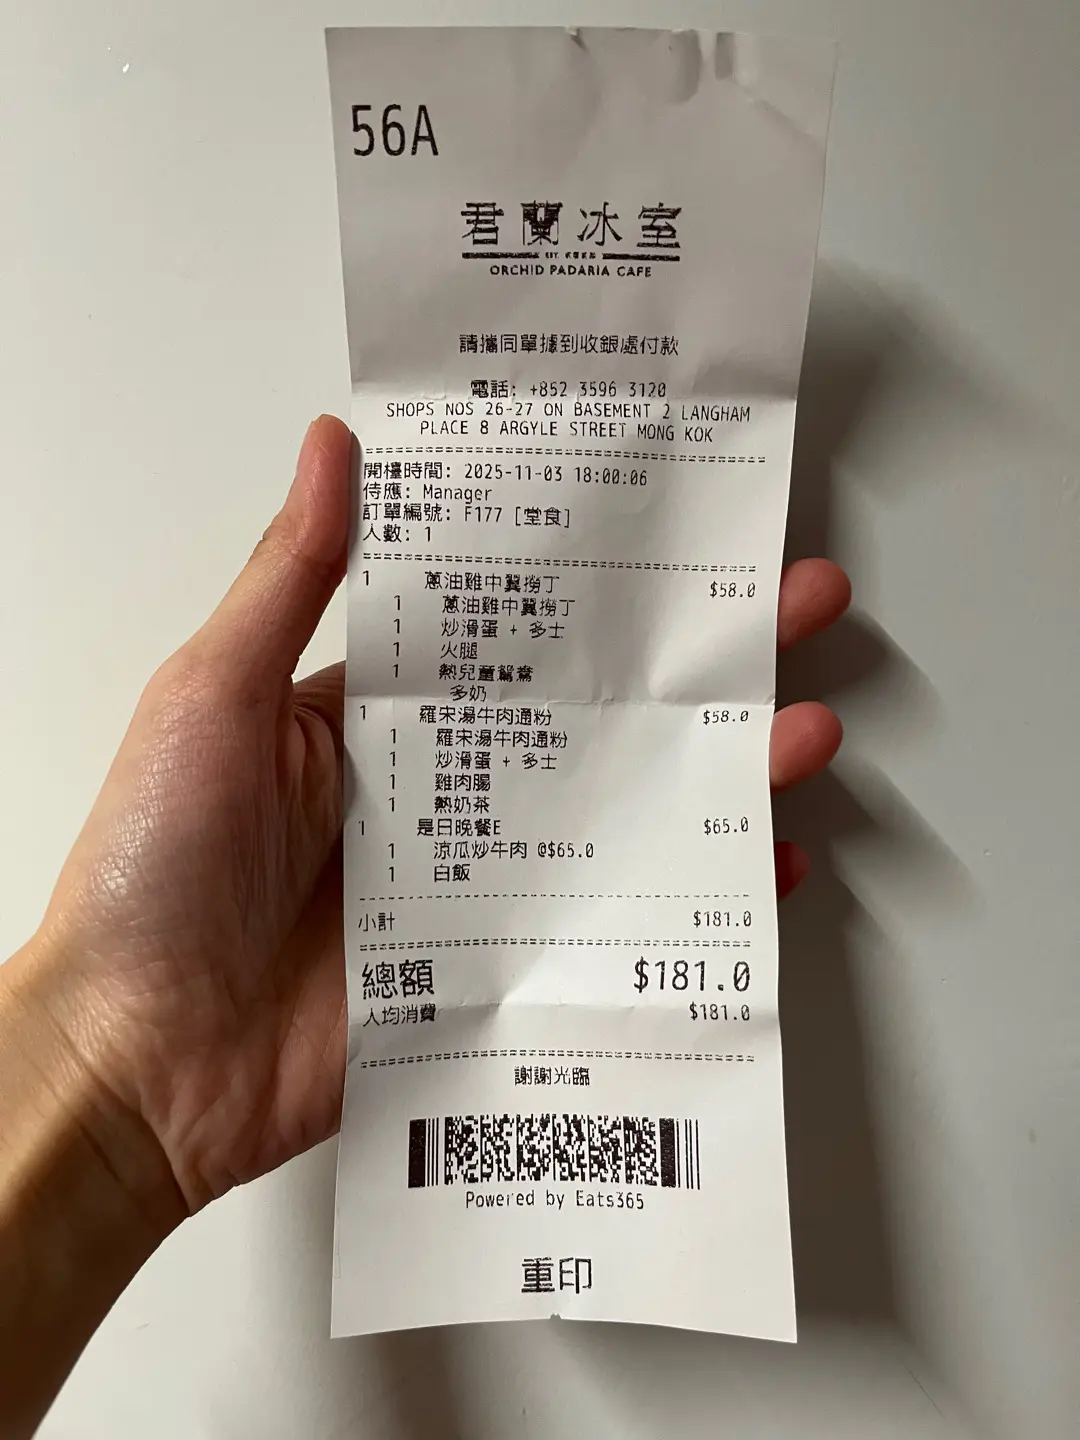 56A
君蘭冰室
ORCHID PADARIA CAFE
請攜同單據到收銀處付款
電話: +852 3596 3120
SHOPS NOS 26-27 ON BASEMENT 2 LANGHAM
PLACE 8 ARGYLE STREET MONG KOK
開檯時間: 2025-11-03 18:00:06
侍應: Manager
訂單編號: F177 [堂食]
人數: 1
1 蔥油雞中翼撈丁 $58.0
1 蔥油雞中翼撈丁
1 炒滑蛋 + 多士
1 火腿
1 熱兒童鴛鴦
多奶
1 羅宋湯牛肉通粉 $58.0
1 羅宋湯牛肉通粉
1 炒滑蛋 + 多士
1 雞肉腸
1 熱奶茶
1 是日晚餐E $65.0
1 涼瓜炒牛肉 @$65.0
1 白飯
小計 $181.0
總額 $181.0
人均消費 $181.0
謝謝光臨
Powered by Eats365
重印